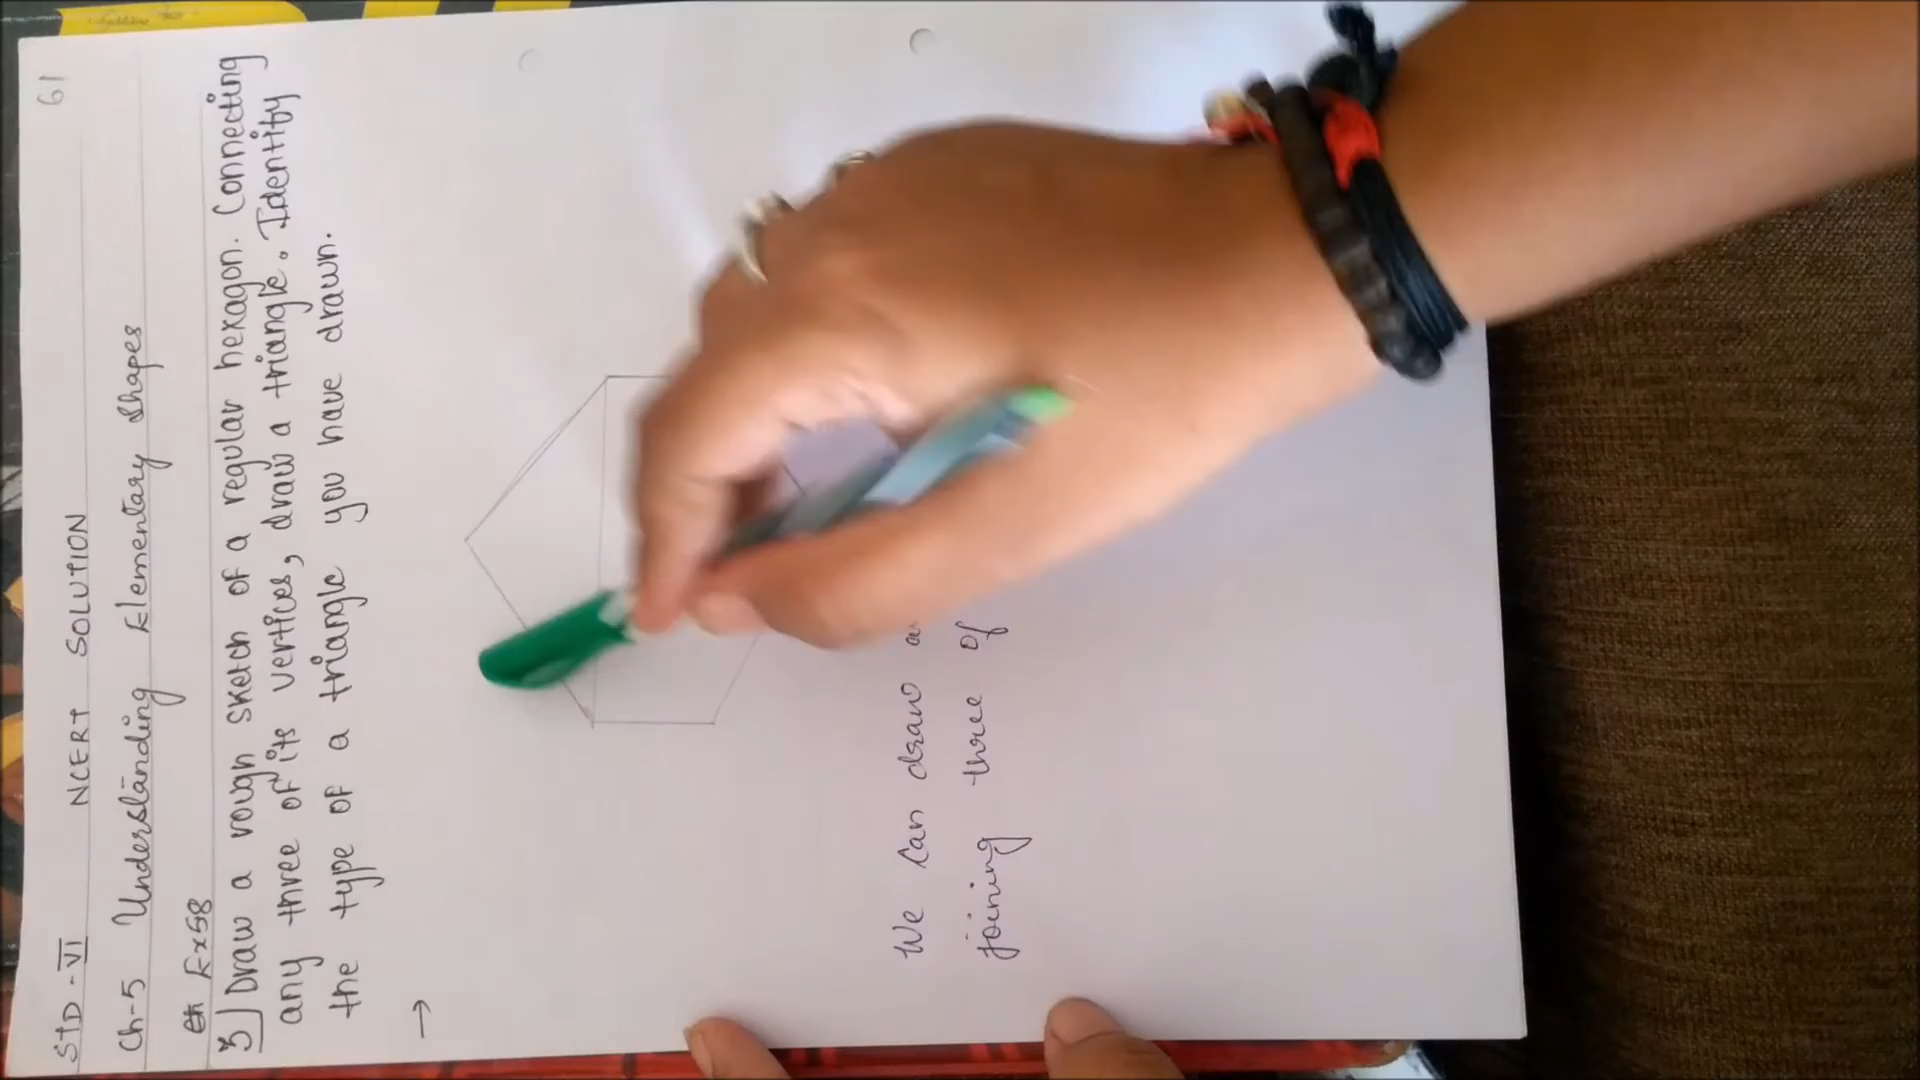 61
STD - VI NCERT SOLUTION
Ch-5 Understanding Elementary Shapes
Ex 5.8
3] Draw a rough sketch of a regular hexagon. Connecting
any three of its vertices, draw a triangle. Identify
the type of a triangle you have drawn.
→
We can draw
joining three of